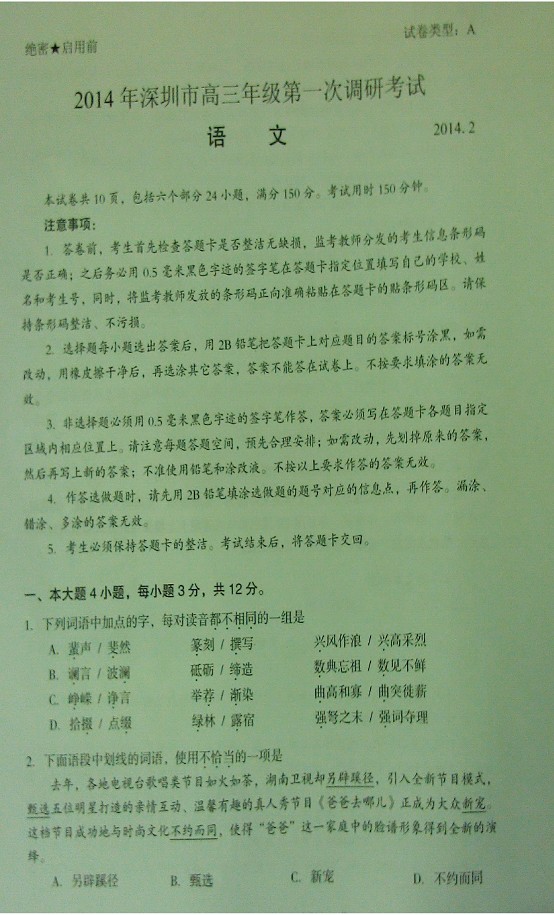 绝密★启用前
试卷类型：A
2014年深圳市高三年级第一次调研考试
语 文
2014.2
本试卷共10页，包括六个部分24小题，满分150分。考试用时150分钟。
注意事项：
1. 答卷前，考生首先检查答题卡是否整洁无缺损，监考教师分发的考生信息条形码
是否正确；之后务必用0.5毫米黑色字迹的签字笔在答题卡指定位置填写自己的学校、姓
名和考生号，同时，将监考教师发放的条形码正向准确粘贴在答题卡的贴条形码区。请保
持条形码整洁、不污损。
2. 选择题每小题选出答案后，用2B铅笔把答题卡上对应题目的答案标号涂黑，如需
改动，用橡皮擦干净后，再选涂其它答案，答案不能答在试卷上。不按要求填涂的答案无
效。
3. 非选择题必须用0.5毫米黑色字迹的签字笔作答，答案必须写在答题卡各题目指定
区域内相应位置上。请注意每题答题空间，预先合理安排；如需改动，先划掉原来的答案，
然后再写上新的答案；不准使用铅笔和涂改液。不按以上要求作答的答案无效。
4. 作答选做题时，请先用2B铅笔填涂选做题的题号对应的信息点，再作答。漏涂、
错涂、多涂的答案无效。
5. 考生必须保持答题卡的整洁。考试结束后，将答题卡交回。
一、本大题4小题，每小题3分，共12分。
1. 下列词语中加点的字，每对读音都不相同的一组是
A. 蜚声 / 斐然 篆刻 / 撰写 兴风作浪 / 兴高采烈
B. 谰言 / 波澜 砥砺 / 缔造 数典忘祖 / 数见不鲜
C. 峥嵘 / 诤言 举荐 / 渐染 曲高和寡 / 曲突徙薪
D. 拾掇 / 点缀 绿林 / 露宿 强弩之末 / 强词夺理
2. 下面语段中划线的词语，使用不恰当的一项是
去年，各地电视台歌唱类节目如火如荼，湖南卫视却另辟蹊径，引入全新节目模式，
甄选五位明星打造的亲情互动、温馨有趣的真人秀节目《爸爸去哪儿》正成为大众新宠。
这档节目成功地与时尚文化不约而同，使得“爸爸”这一家庭中的脸谱形象得到全新的演
绎。
A. 另辟蹊径 B. 甄选 C. 新宠 D. 不约而同